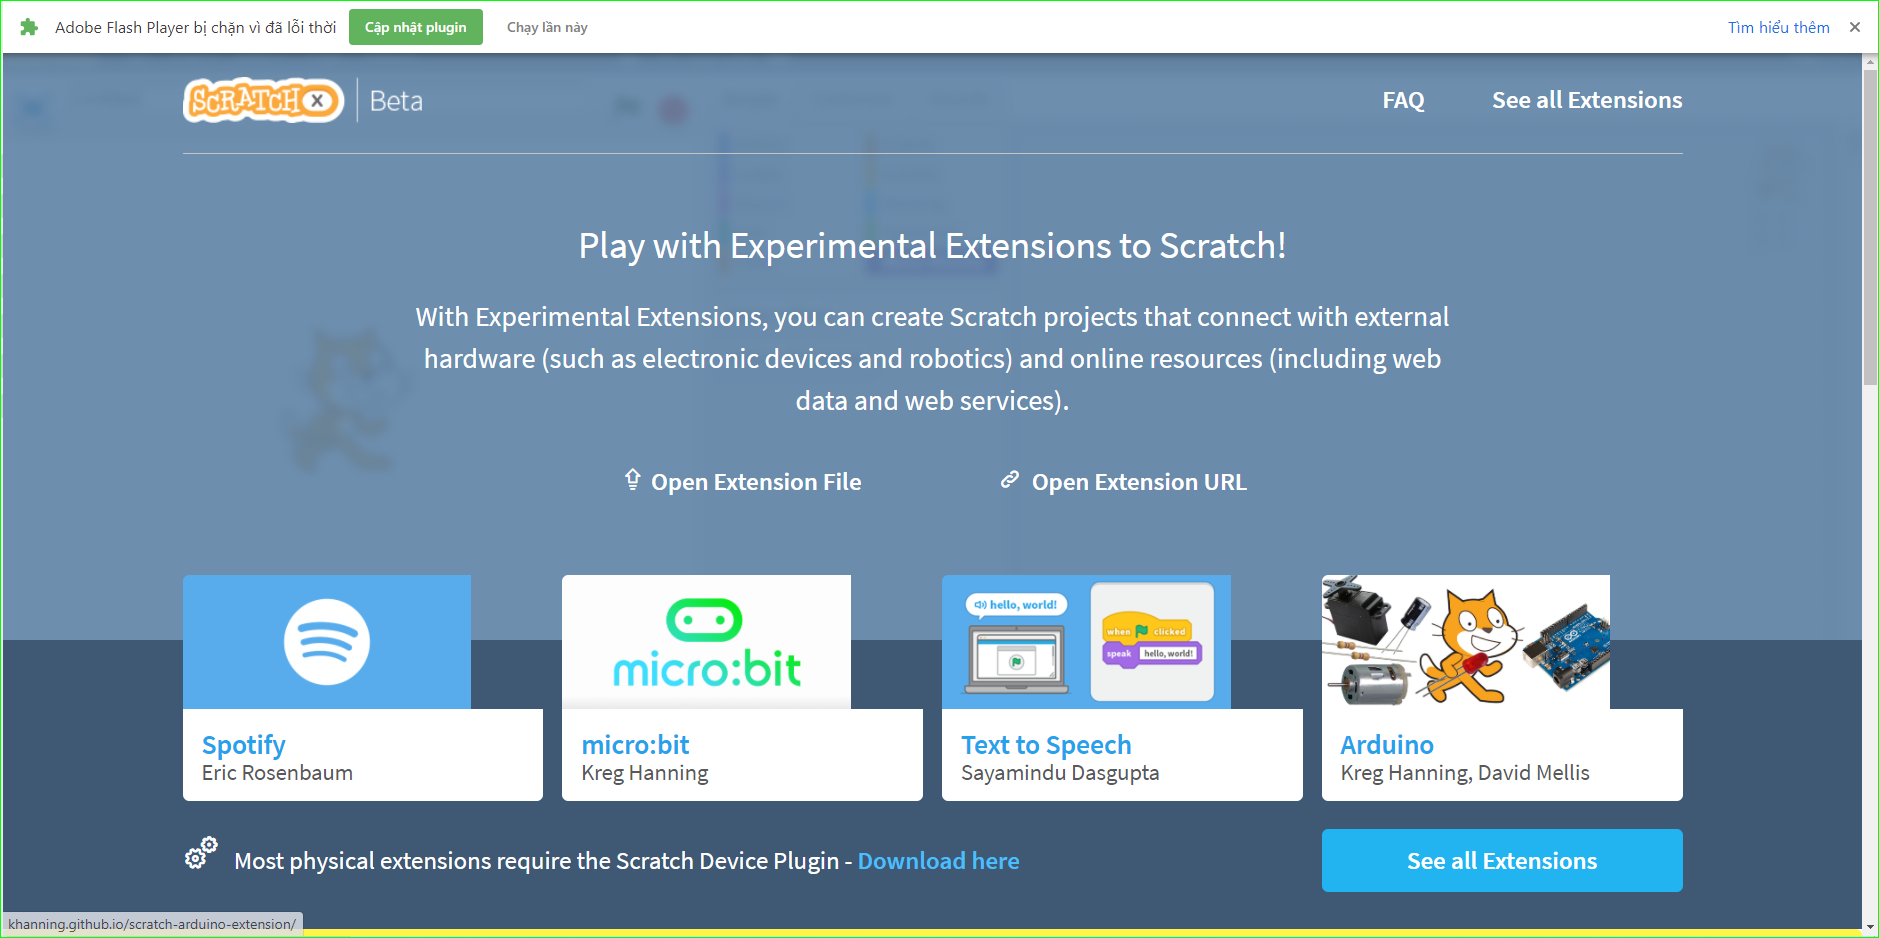 Adobe Flash Player bị chặn vì đã lỗi thời Cập nhật plugin Chạy lần này Tìm hiểu thêm
SCRATCH X Beta FAQ See all Extensions
Play with Experimental Extensions to Scratch!
With Experimental Extensions, you can create Scratch projects that connect with external
hardware (such as electronic devices and robotics) and online resources (including web
data and web services).
Open Extension File Open Extension URL
micro:bit
hello, world!
when clicked
speak hello, world!
Spotify
Eric Rosenbaum
micro:bit
Kreg Hanning
Text to Speech
Sayamindu Dasgupta
Arduino
Kreg Hanning, David Mellis
Most physical extensions require the Scratch Device Plugin - Download here
See all Extensions
khanning.github.io/scratch-arduino-extension/